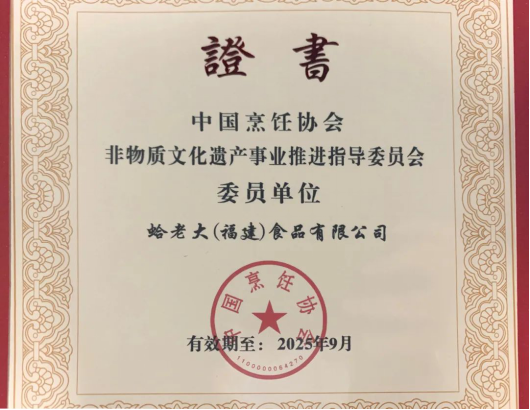 證書
中国烹饪协会
非物质文化遗产事业推进指导委员会
委员单位
蛤老大(福建)食品有限公司
中国烹饪协会
有效期至：2025年9月
1100000064270